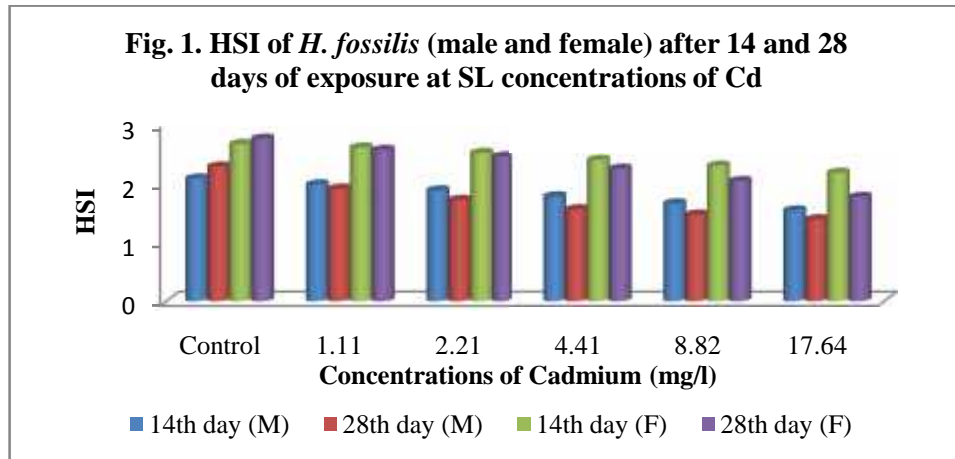 Fig. 1. HSI of H. fossilis (male and female) after 14 and 28
days of exposure at SL concentrations of Cd
3
2
1
0
HSI
Control 1.11 2.21 4.41 8.82 17.64
Concentrations of Cadmium (mg/l)
14th day (M) 28th day (M) 14th day (F) 28th day (F)